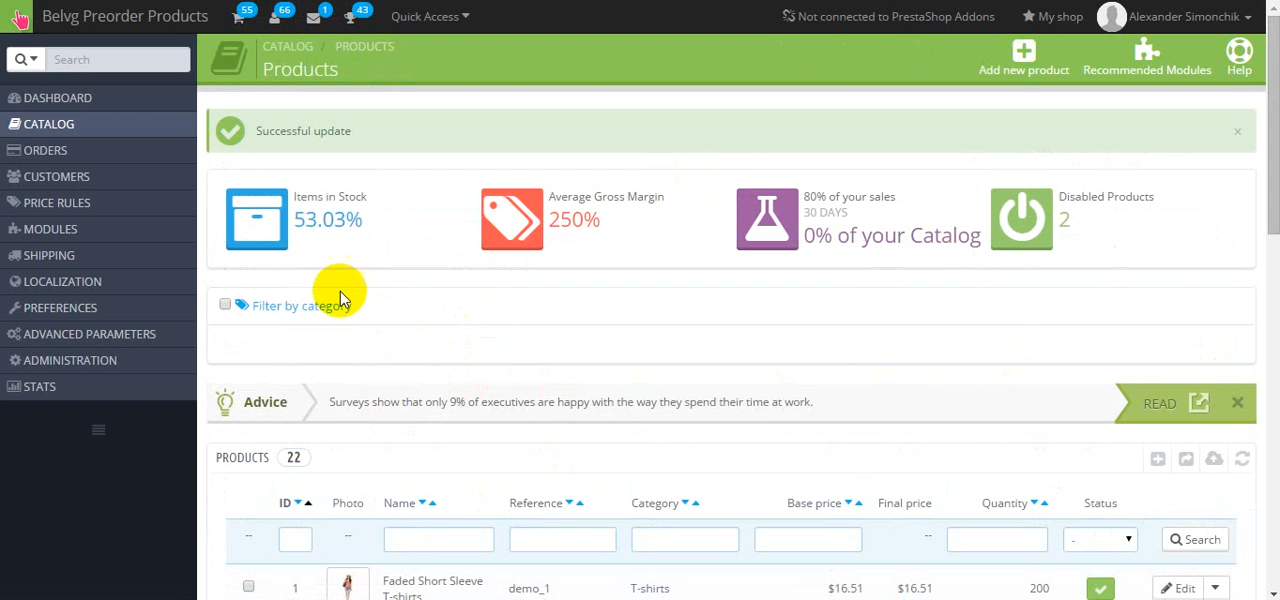 Belvg Preorder Products 55 66 1 43 Quick Access Not connected to PrestaShop Addons My shop Alexander Simonchik
Search
DASHBOARD
CATALOG
ORDERS
CUSTOMERS
PRICE RULES
MODULES
SHIPPING
LOCALIZATION
PREFERENCES
ADVANCED PARAMETERS
ADMINISTRATION
STATS
CATALOG / PRODUCTS
Products
Add new product Recommended Modules Help
Successful update ×
Items in Stock
53.03%
Average Gross Margin
250%
80% of your sales
30 DAYS
0% of your Catalog
Disabled Products
2
Filter by category
Advice Surveys show that only 9% of executives are happy with the way they spend their time at work. READ
PRODUCTS 22
ID Photo Name Reference Category Base price Final price Quantity Status
-- -- -- - Search
1 Faded Short Sleeve T-shirts demo_1 T-shirts $16.51 $16.51 200 Edit